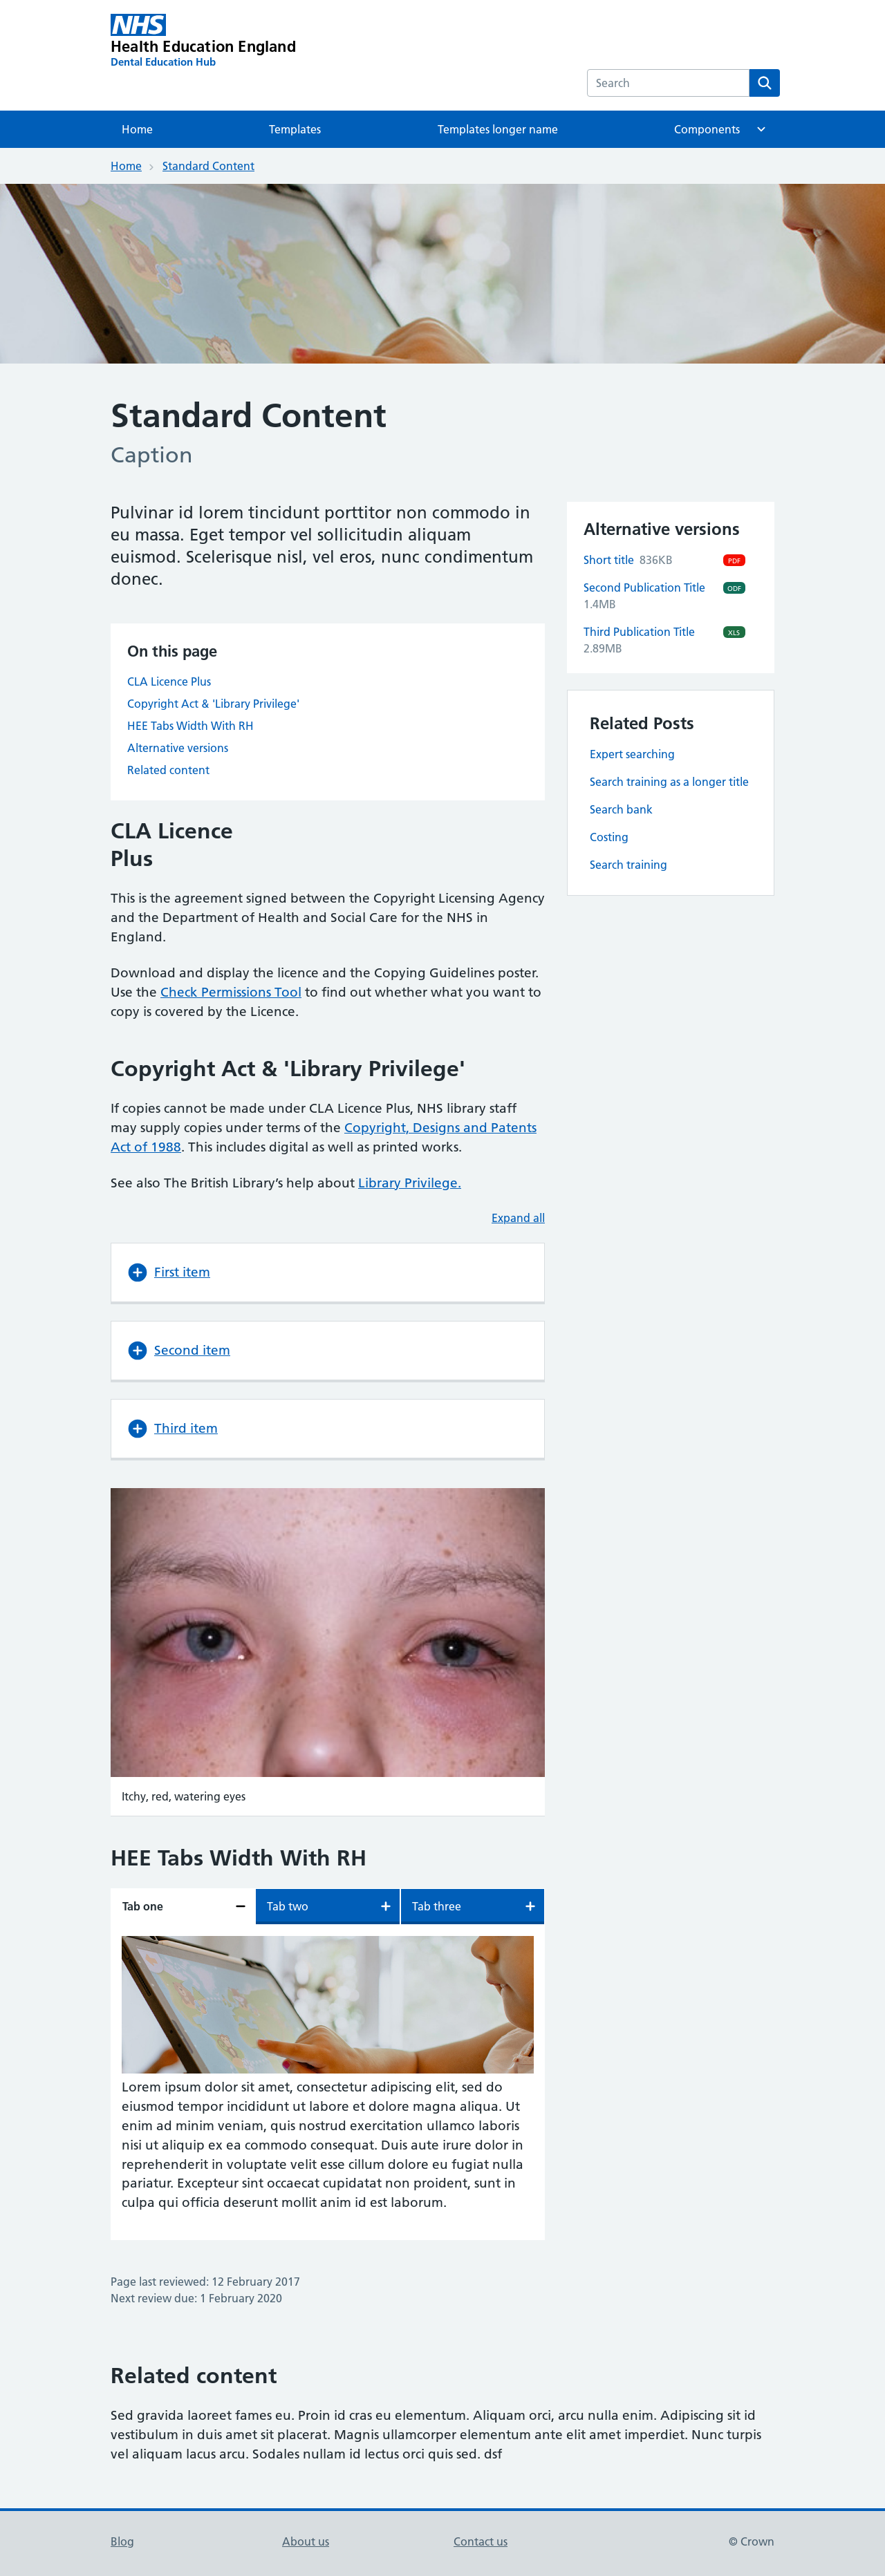 NHS
Health Education England
Dental Education Hub
Search
Home
Templates
Templates longer name
Components
Home
Standard Content
Standard Content
Caption
Pulvinar id lorem tincidunt porttitor non commodo in
eu massa. Eget tempor vel sollicitudin aliquam
euismod. Scelerisque nisl, vel eros, nunc condimentum
donec.
On this page
CLA Licence Plus
Copyright Act & 'Library Privilege'
HEE Tabs Width With RH
Alternative versions
Related content
Alternative versions
Short title 836KB PDF
Second Publication Title ODF
1.4MB
Third Publication Title XLS
2.89MB
Related Posts
Expert searching
Search training as a longer title
Search bank
Costing
Search training
CLA Licence
Plus
This is the agreement signed between the Copyright Licensing Agency
and the Department of Health and Social Care for the NHS in
England.
Download and display the licence and the Copying Guidelines poster.
Use the Check Permissions Tool to find out whether what you want to
copy is covered by the Licence.
Copyright Act & 'Library Privilege'
If copies cannot be made under CLA Licence Plus, NHS library staff
may supply copies under terms of the Copyright, Designs and Patents
Act of 1988. This includes digital as well as printed works.
See also The British Library’s help about Library Privilege.
Expand all
First item
Second item
Third item
Itchy, red, watering eyes
HEE Tabs Width With RH
Tab one
Tab two
Tab three
Lorem ipsum dolor sit amet, consectetur adipiscing elit, sed do
eiusmod tempor incididunt ut labore et dolore magna aliqua. Ut
enim ad minim veniam, quis nostrud exercitation ullamco laboris
nisi ut aliquip ex ea commodo consequat. Duis aute irure dolor in
reprehenderit in voluptate velit esse cillum dolore eu fugiat nulla
pariatur. Excepteur sint occaecat cupidatat non proident, sunt in
culpa qui officia deserunt mollit anim id est laborum.
Page last reviewed: 12 February 2017
Next review due: 1 February 2020
Related content
Sed gravida laoreet fames eu. Proin id cras eu elementum. Aliquam orci, arcu nulla enim. Adipiscing sit id
vestibulum in duis amet sit placerat. Magnis ullamcorper elementum ante elit amet imperdiet. Nunc turpis
vel aliquam lacus arcu. Sodales nullam id lectus orci quis sed. dsf
Blog
About us
Contact us
© Crown